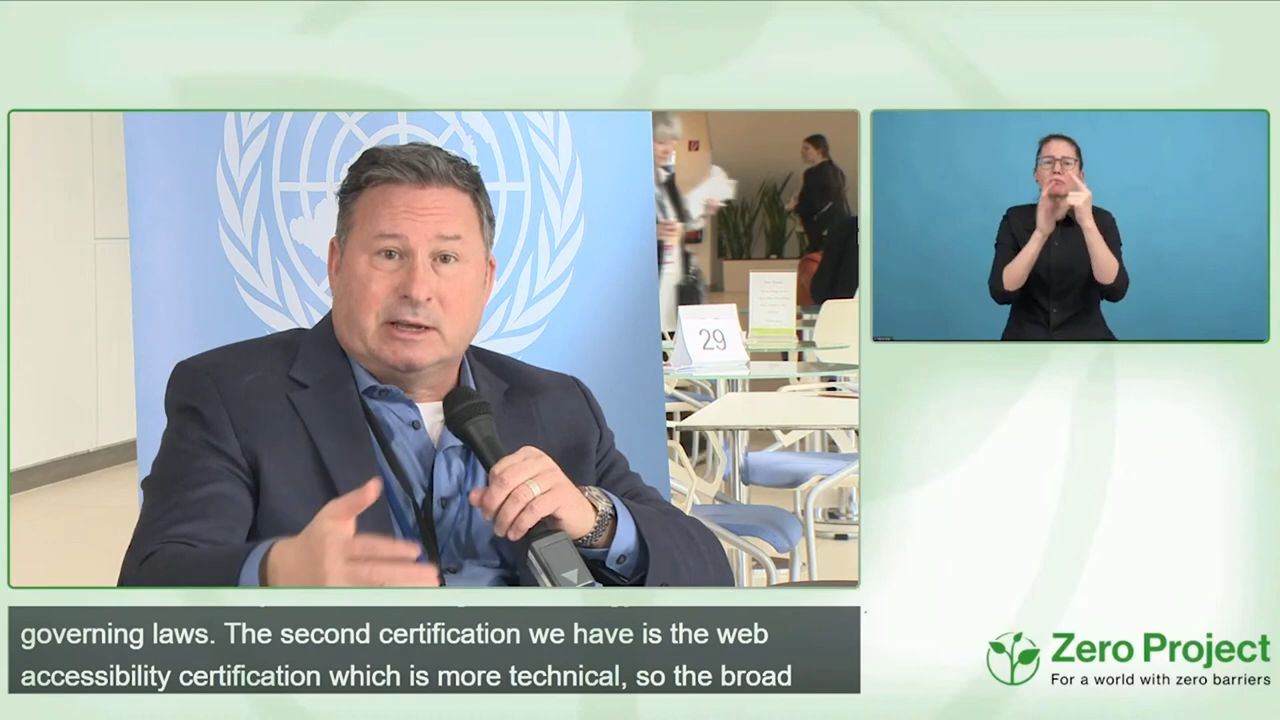 29
governing laws. The second certification we have is the web
accessibility certification which is more technical, so the broad
Zero Project
For a world with zero barriers